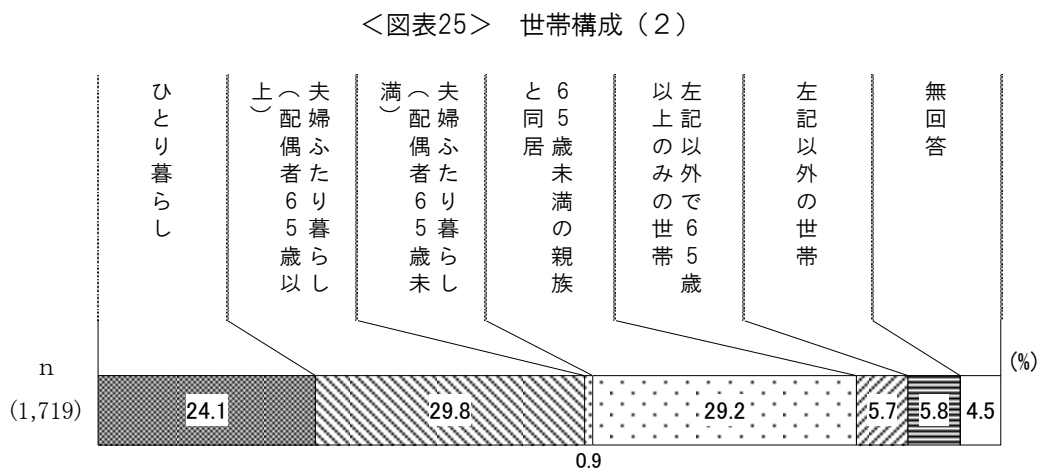 ＜図表25＞　世帯構成（２）
ひとり暮らし
夫婦ふたり暮らし
（配偶者６５歳以
上）
夫婦ふたり暮らし
（配偶者６５歳未
満）
６５歳未満の親族
と同居
左記以外で６５歳
以上のみの世帯
左記以外の世帯
無回答
(%)
n
(1,719)
24.1
29.8
0.9
29.2
5.7
5.8
4.5